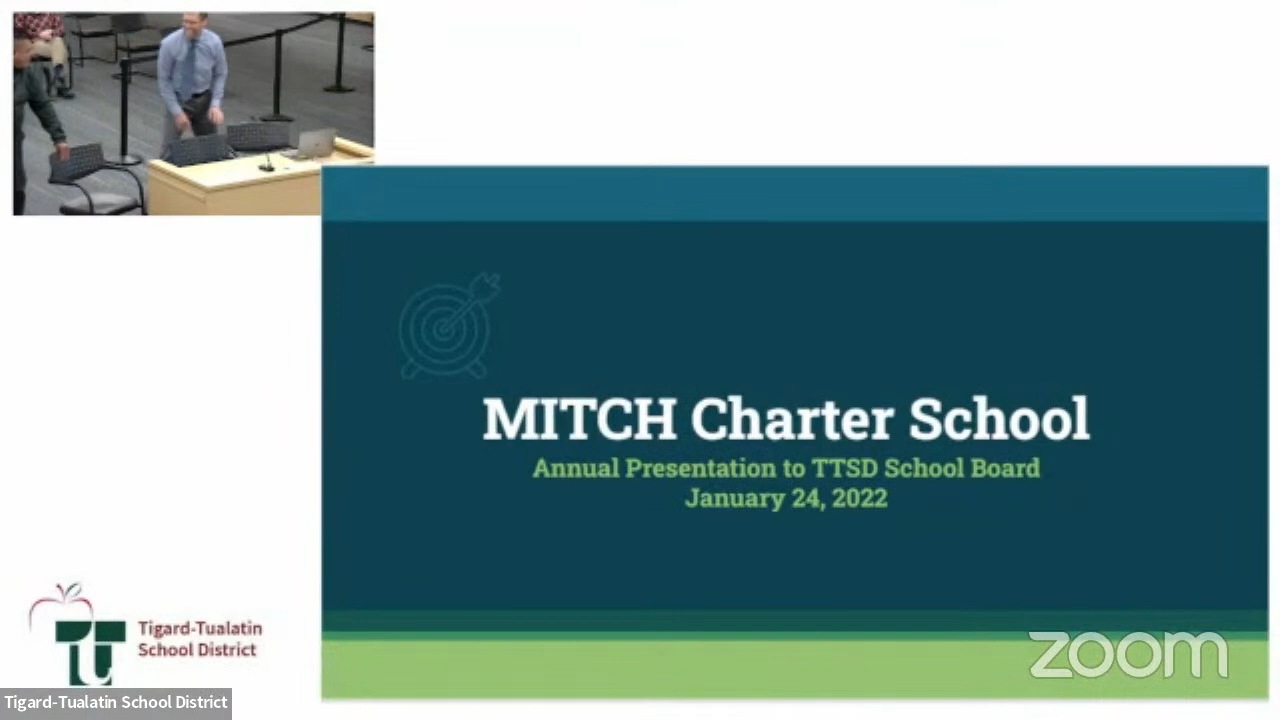 MITCH Charter School
Annual Presentation to TTSD School Board
January 24, 2022
Tigard-Tualatin
School District
zoom
Tigard-Tualatin School District